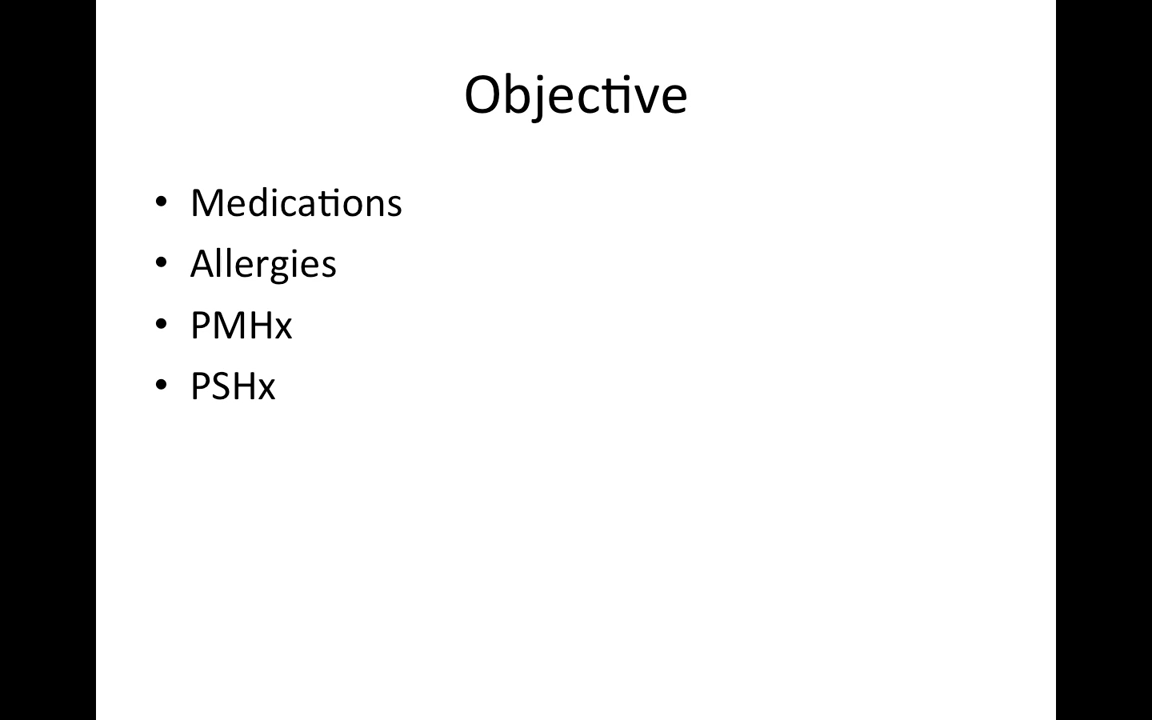 Objective
• Medications
• Allergies
• PMHx
• PSHx